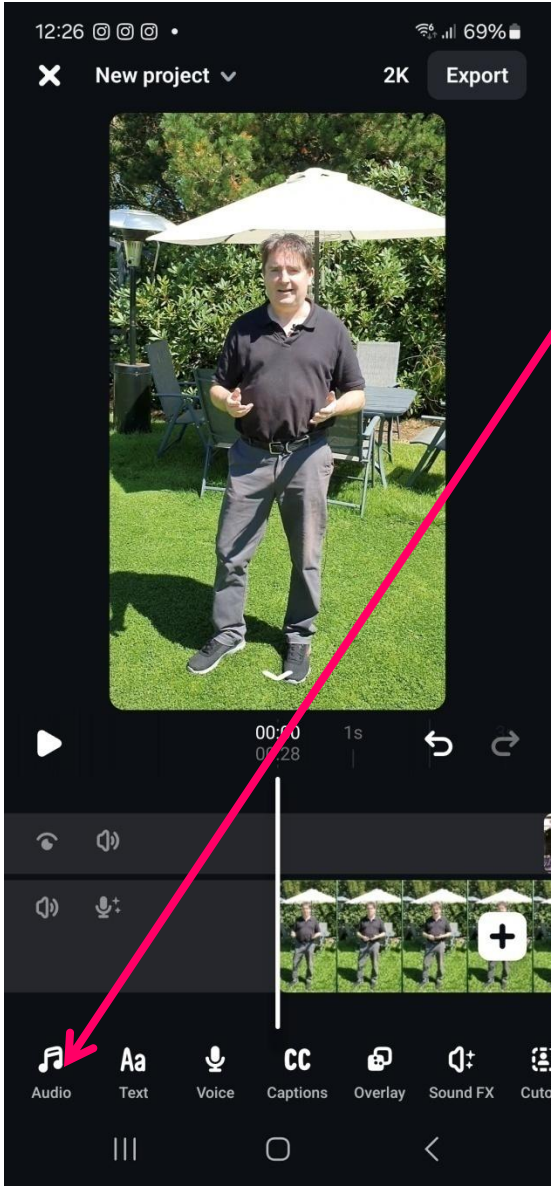 12:26 69%
New project 2K Export
00:00 1s
00:28
Audio Text Voice Captions Overlay Sound FX Cuto